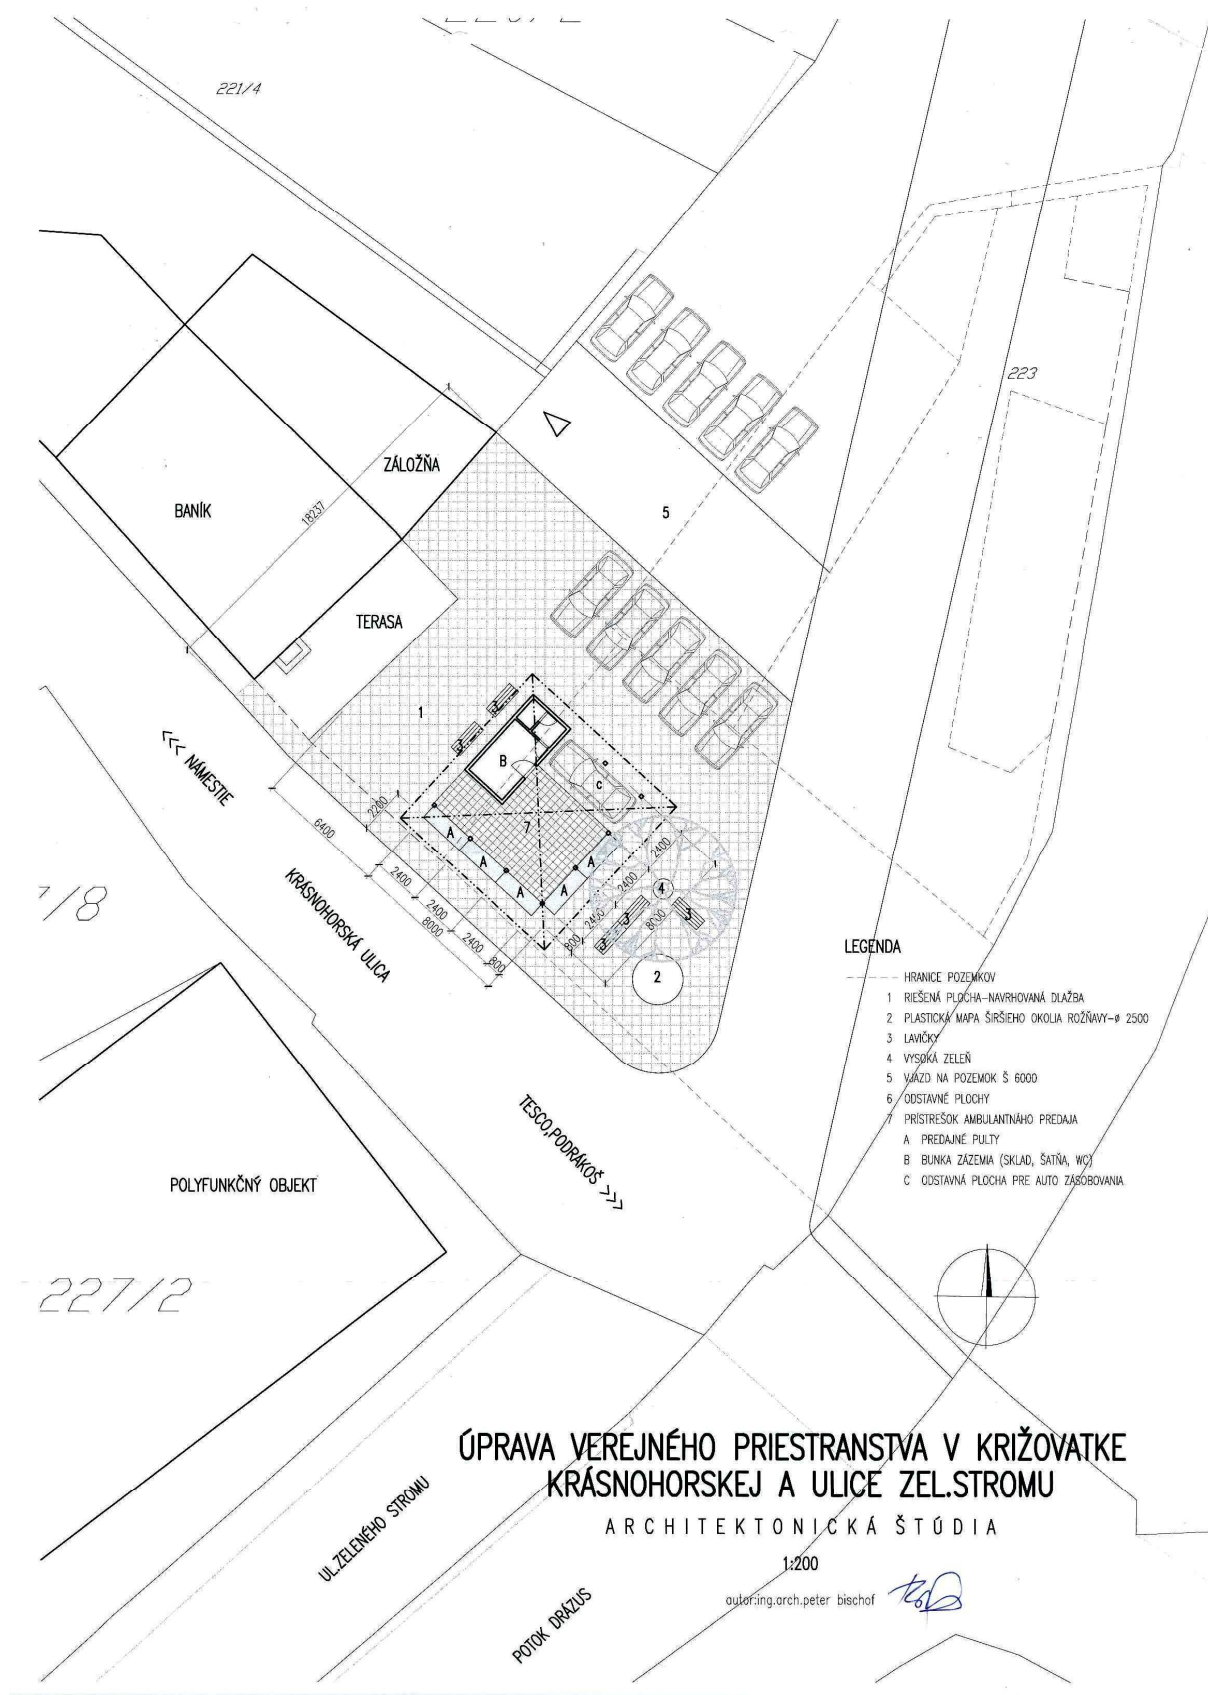 221/4
223
ZÁLOŽŇA
BANÍK
18237
5
TERASA
1
3
3
B
C
7
A
A
A
A
A
2200
6400
2400
2400
8000
2400
800
2400
2400
2400
800
8000
4
3
3
3
2
<<< NÁMESTIE
KRÁSNOHORSKÁ ULICA
7/8
TESCO,PODRÁKOŠ >>>
POLYFUNKČNÝ OBJEKT
227/2
LEGENDA
HRANICE POZEMKOV
1 RIEŠENÁ PLOCHA-NAVRHOVANÁ DLAŽBA
2 PLASTICKÁ MAPA ŠIRŠIEHO OKOLIA ROŽŇAVY-ø 2500
3 LAVIČKY
4 VYSOKÁ ZELEŇ
5 VJAZD NA POZEMOK Š 6000
6 ODSTAVNÉ PLOCHY
7 PRÍSTREŠOK AMBULANTNÁHO PREDAJA
A PREDAJNÉ PULTY
B BUNKA ZÁZEMIA (SKLAD, ŠATŇA, WC)
C ODSTAVNÁ PLOCHA PRE AUTO ZÁSOBOVANIA
ÚPRAVA VEREJNÉHO PRIESTRANSTVA V KRIŽOVATKE
KRÁSNOHORSKEJ A ULICE ZEL.STROMU
ARCHITEKTONICKÁ ŠTÚDIA
1:200
autor:ing.arch.peter bischof
UL.ZELENÉHO STROMU
POTOK DRÁZUS